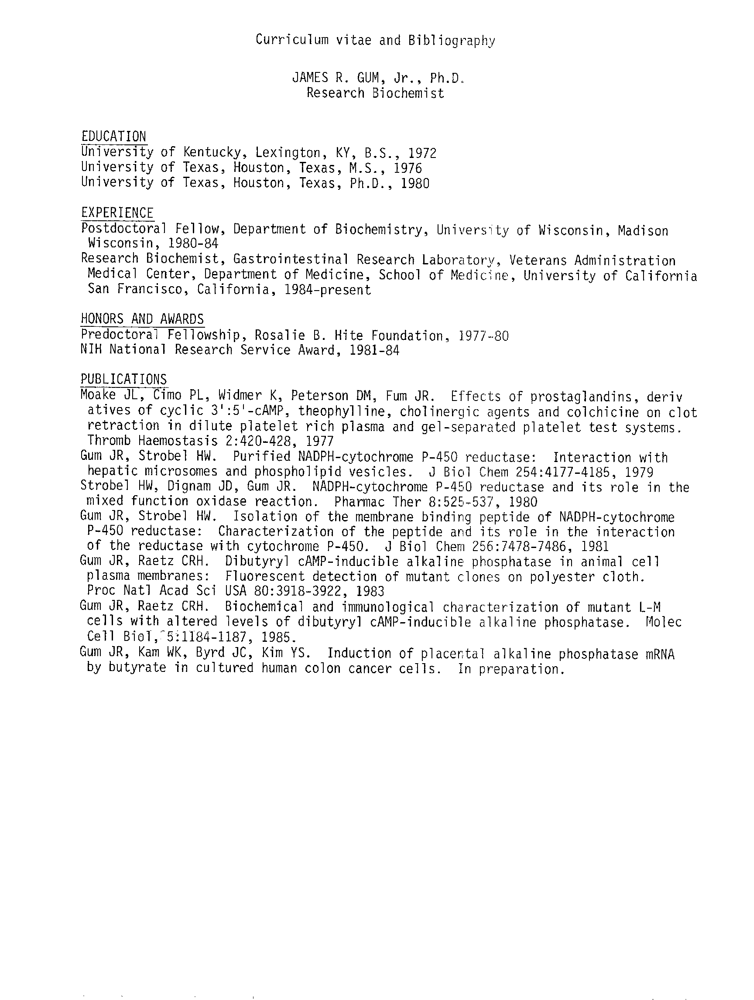 Curriculum vitae and Bibliography
JAMES R. GUM, Jr., Ph.D.
Research Biochemist
EDUCATION
University of Kentucky, Lexington, KY, B.S., 1972
University of Texas, Houston, Texas, M.S., 1976
University of Texas, Houston, Texas, Ph.D., 1980
EXPERIENCE
Postdoctoral Fellow, Department of Biochemistry, University of Wisconsin, Madison
Wisconsin, 1980-84
Research Biochemist, Gastrointestinal Research Laboratory, Veterans Administration
Medical Center, Department of Medicine, School of Medicine, University of California
San Francisco, California, 1984-present
HONORS AND AWARDS
Predoctoral Fellowship, Rosalie B. Hite Foundation, 1977-80
NIH National Research Service Award, 1981-84
PUBLICATIONS
Moake JL, Cimo PL, Widmer K, Peterson DM, Fum JR.  Effects of prostaglandins, deriv
atives of cyclic 3':5'-cAMP, theophylline, cholinergic agents and colchicine on clot
retraction in dilute platelet rich plasma and gel-separated platelet test systems.
Thromb Haemostasis 2:420-428, 1977
Gum JR, Strobel HW.  Purified NADPH-cytochrome P-450 reductase:  Interaction with
hepatic microsomes and phospholipid vesicles.  J Biol Chem 254:4177-4185, 1979
Strobel HW, Dignam JD, Gum JR.  NADPH-cytochrome P-450 reductase and its role in the
mixed function oxidase reaction.  Pharmac Ther 8:525-537, 1980
Gum JR, Strobel HW.  Isolation of the membrane binding peptide of NADPH-cytochrome
P-450 reductase:  Characterization of the peptide and its role in the interaction
of the reductase with cytochrome P-450.  J Biol Chem 256:7478-7486, 1981
Gum JR, Raetz CRH.  Dibutyryl cAMP-inducible alkaline phosphatase in animal cell
plasma membranes:  Fluorescent detection of mutant clones on polyester cloth.
Proc Natl Acad Sci USA 80:3918-3922, 1983
Gum JR, Raetz CRH.  Biochemical and immunological characterization of mutant L-M
cells with altered levels of dibutyryl cAMP-inducible alkaline phosphatase.  Molec
Cell Biol, 5:1184-1187, 1985.
Gum JR, Kam WK, Byrd JC, Kim YS.  Induction of placental alkaline phosphatase mRNA
by butyrate in cultured human colon cancer cells.  In preparation.